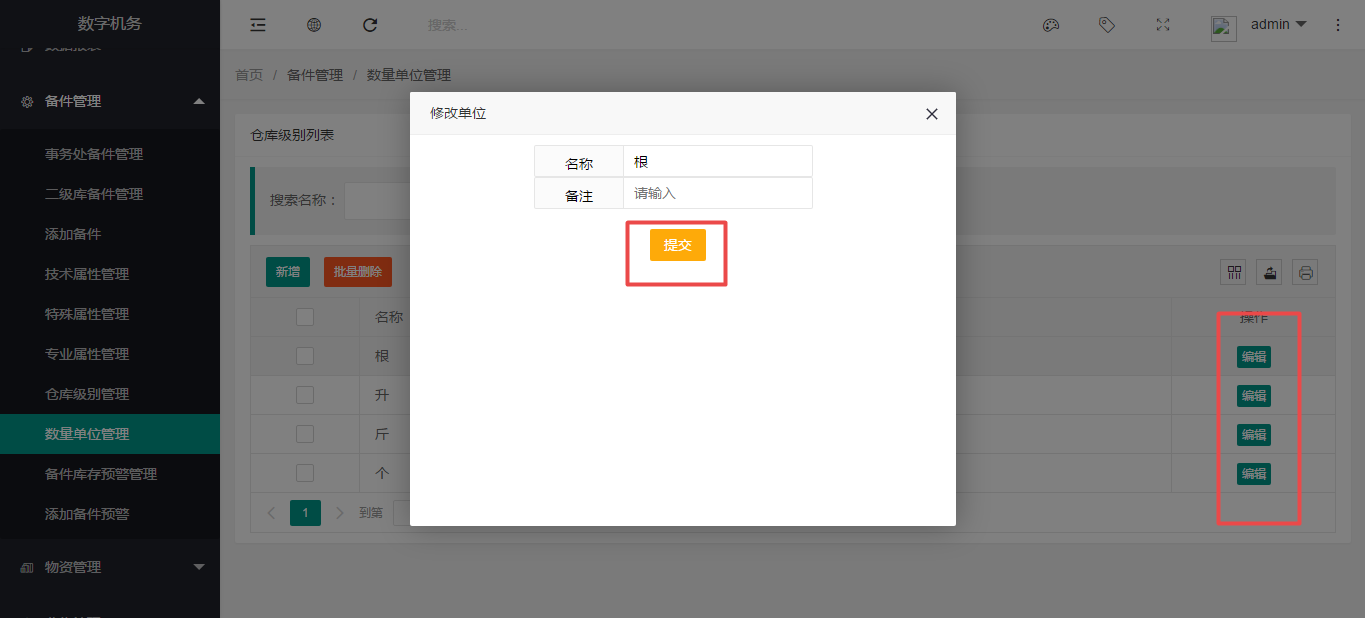 数字机务
搜索...
admin
备件管理
事务处备件管理
二级库备件管理
添加备件
技术属性管理
特殊属性管理
专业属性管理
仓库级别管理
数量单位管理
备件库存预警管理
添加备件预警
物资管理
首页 / 备件管理 / 数量单位管理
仓库级别列表
搜索名称：
新增 批量删除
名称 操作
根 编辑
升 编辑
斤 编辑
个 编辑
1 到第
修改单位
名称 根
备注 请输入
提交